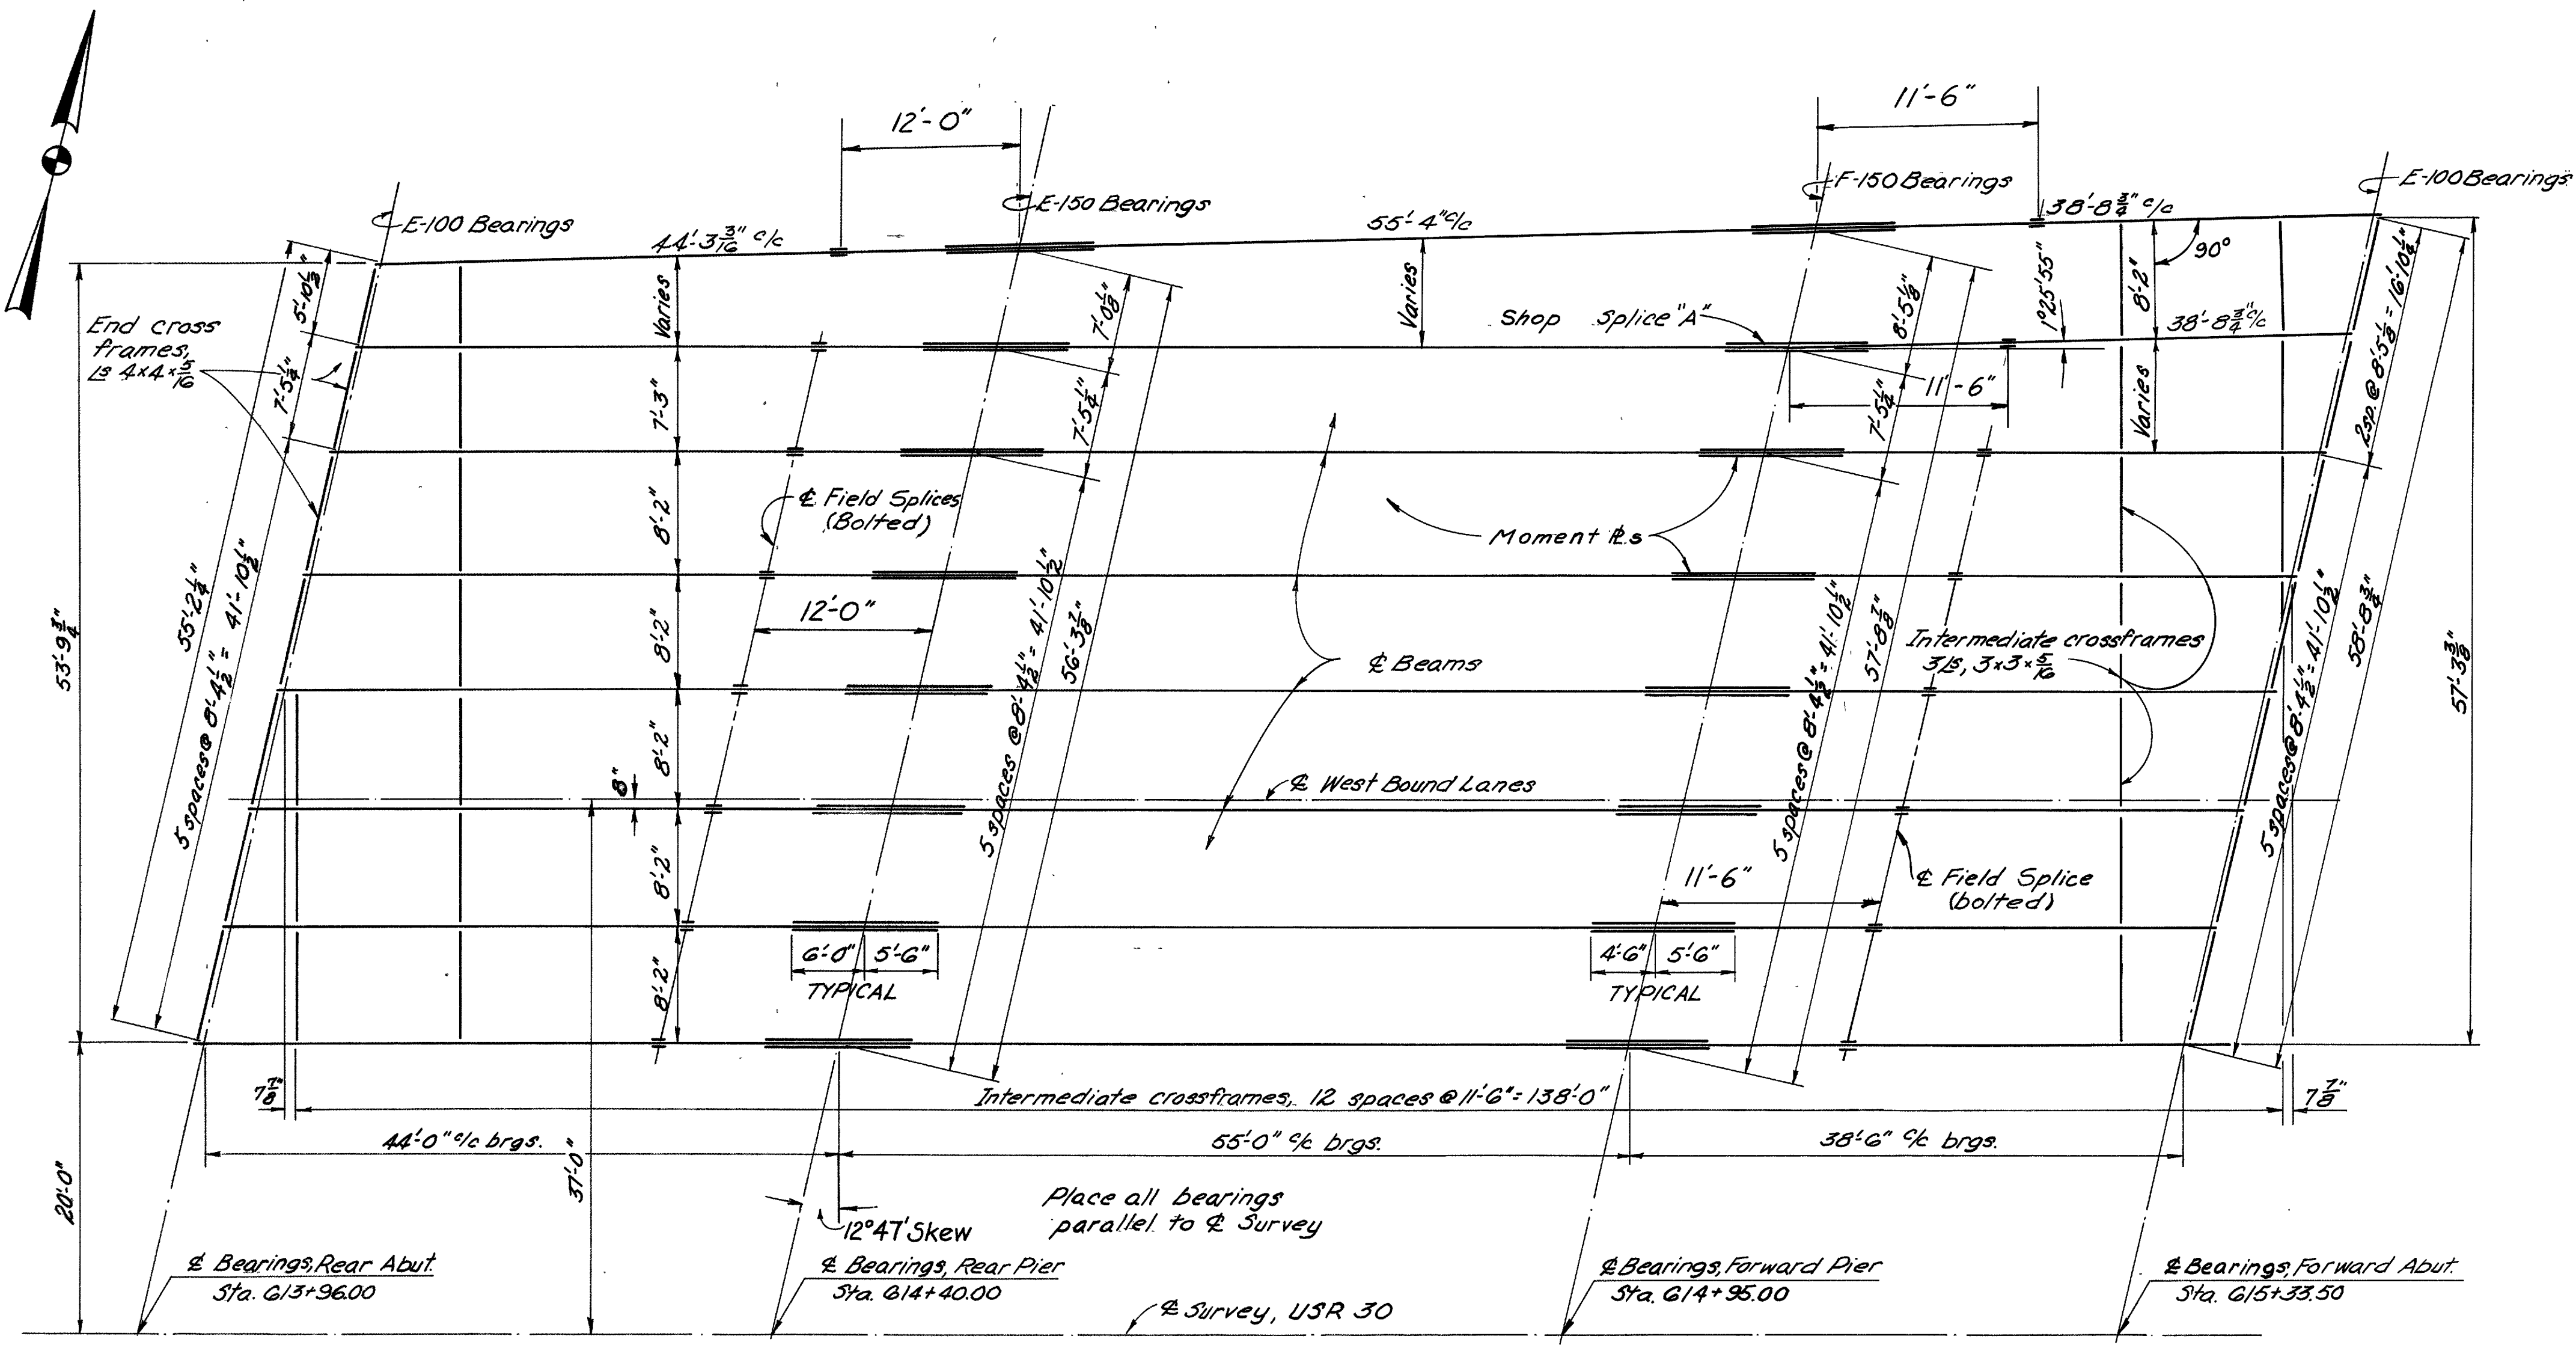 12'-0"
11'-6"
E-100 Bearings
E-150 Bearings
F-150 Bearings
E-100 Bearings
44'-3 3/16" c/c
55'-4" c/c
38'-8 3/4" c/c
90°
1°25'55"
8'-2"
38'-8 3/4" c/c
Varies
Varies
Varies
End cross
frames,
Ls 4×4×5/16
5'-10 1/2"
7'-5 1/4"
7'-0 1/8"
7'-5 1/4"
8'-5 1/8"
7'-5 1/4"
2sp. @ 8'-5 1/8" = 16'-10 1/4"
Shop Splice "A"
11'-6"
7'-3"
8'-2"
8'-2"
8'-2"
8'-2"
8'-2"
℄ Field Splices
(Bolted)
12'-0"
Moment ℄s
℄ Beams
Intermediate crossframes
3Ls, 3×3×5/16
53'-9 3/4"
55'-2 1/4"
5 spaces @ 8'-4 1/2" = 41'-10 1/2"
5 spaces @ 8'-4 1/2" = 41'-10 1/2"
56'-3 7/8"
5 spaces @ 8'-4 1/2" = 41'-10 1/2"
57'-8 7/8"
5 spaces @ 8'-4 1/2" = 41'-10 1/2"
58'-8 3/4"
57'-3 3/8"
8"
℄ West Bound Lanes
11'-6"
℄ Field Splice
(bolted)
6'-0"
5'-6"
TYPICAL
4'-6"
5'-6"
TYPICAL
7 7/8"
Intermediate crossframes, 12 spaces @ 11'-6" = 138'-0"
7 7/8"
44'-0" c/c brgs.
55'-0" c/c brgs.
38'-6" c/c brgs.
20'-0"
37'-0"
12°47' Skew
Place all bearings
parallel to ℄ Survey
℄ Bearings, Rear Abut.
Sta. 613+96.00
℄ Bearings, Rear Pier
Sta. 614+40.00
℄ Bearings, Forward Pier
Sta. 614+95.00
℄ Bearings, Forward Abut.
Sta. 615+33.50
℄ Survey, USR 30